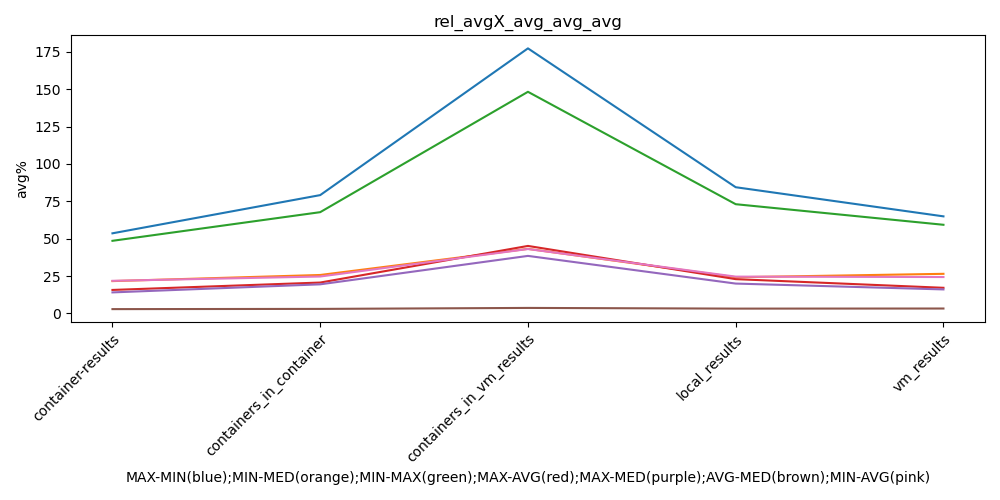 rel_avgX_avg_avg_avg
avg%
175
150
125
100
75
50
25
0
container-results
containers_in_container
containers_in_vm_results
local_results
vm_results
MAX-MIN(blue);MIN-MED(orange);MIN-MAX(green);MAX-AVG(red);MAX-MED(purple);AVG-MED(brown);MIN-AVG(pink)